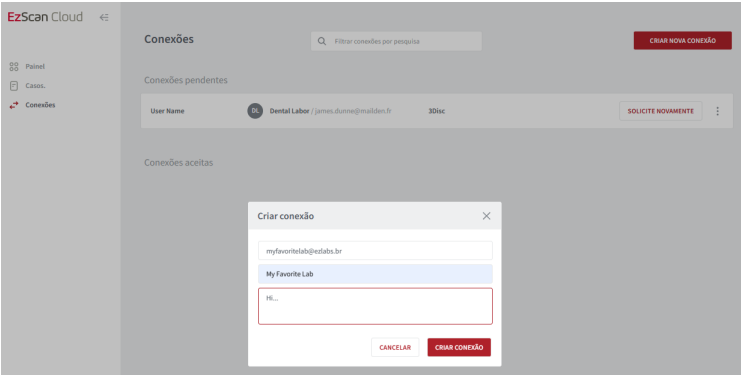 EzScan Cloud
Conexões
Filtrar conexões por pesquisa
CRIAR NOVA CONEXÃO
Painel
Casos.
Conexões
Conexões pendentes
User Name
DL
Dental Labor / james.dunne@mailden.fr
3Disc
SOLICITE NOVAMENTE
Conexões aceitas
Criar conexão
myfavoritelab@ezlabs.br
My Favorite Lab
Hi...
CANCELAR
CRIAR CONEXÃO